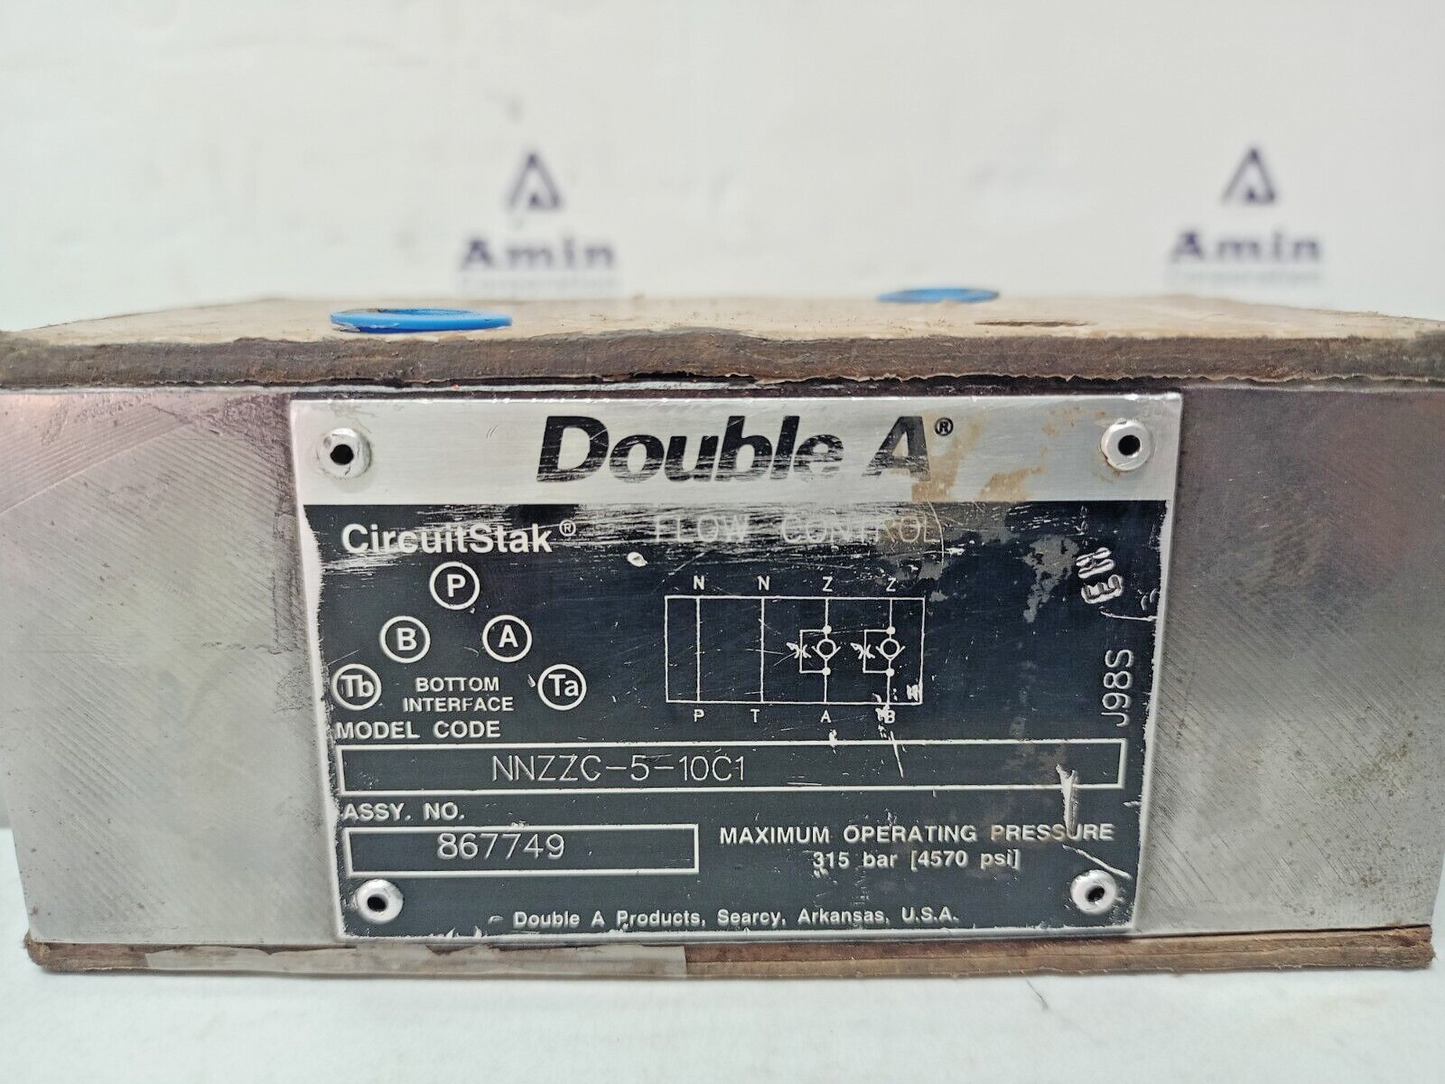 Amin
Amin
Double A®
CircuitStak® FLOW CONTROL
P
B A
Tb BOTTOM Ta
INTERFACE
N N Z Z
P T A B
J98S
MODEL CODE
NNZZC-5-10C1
ASSY. NO.
867749
MAXIMUM OPERATING PRESSURE
315 bar [4570 psi]
Double A Products, Searcy, Arkansas, U.S.A.